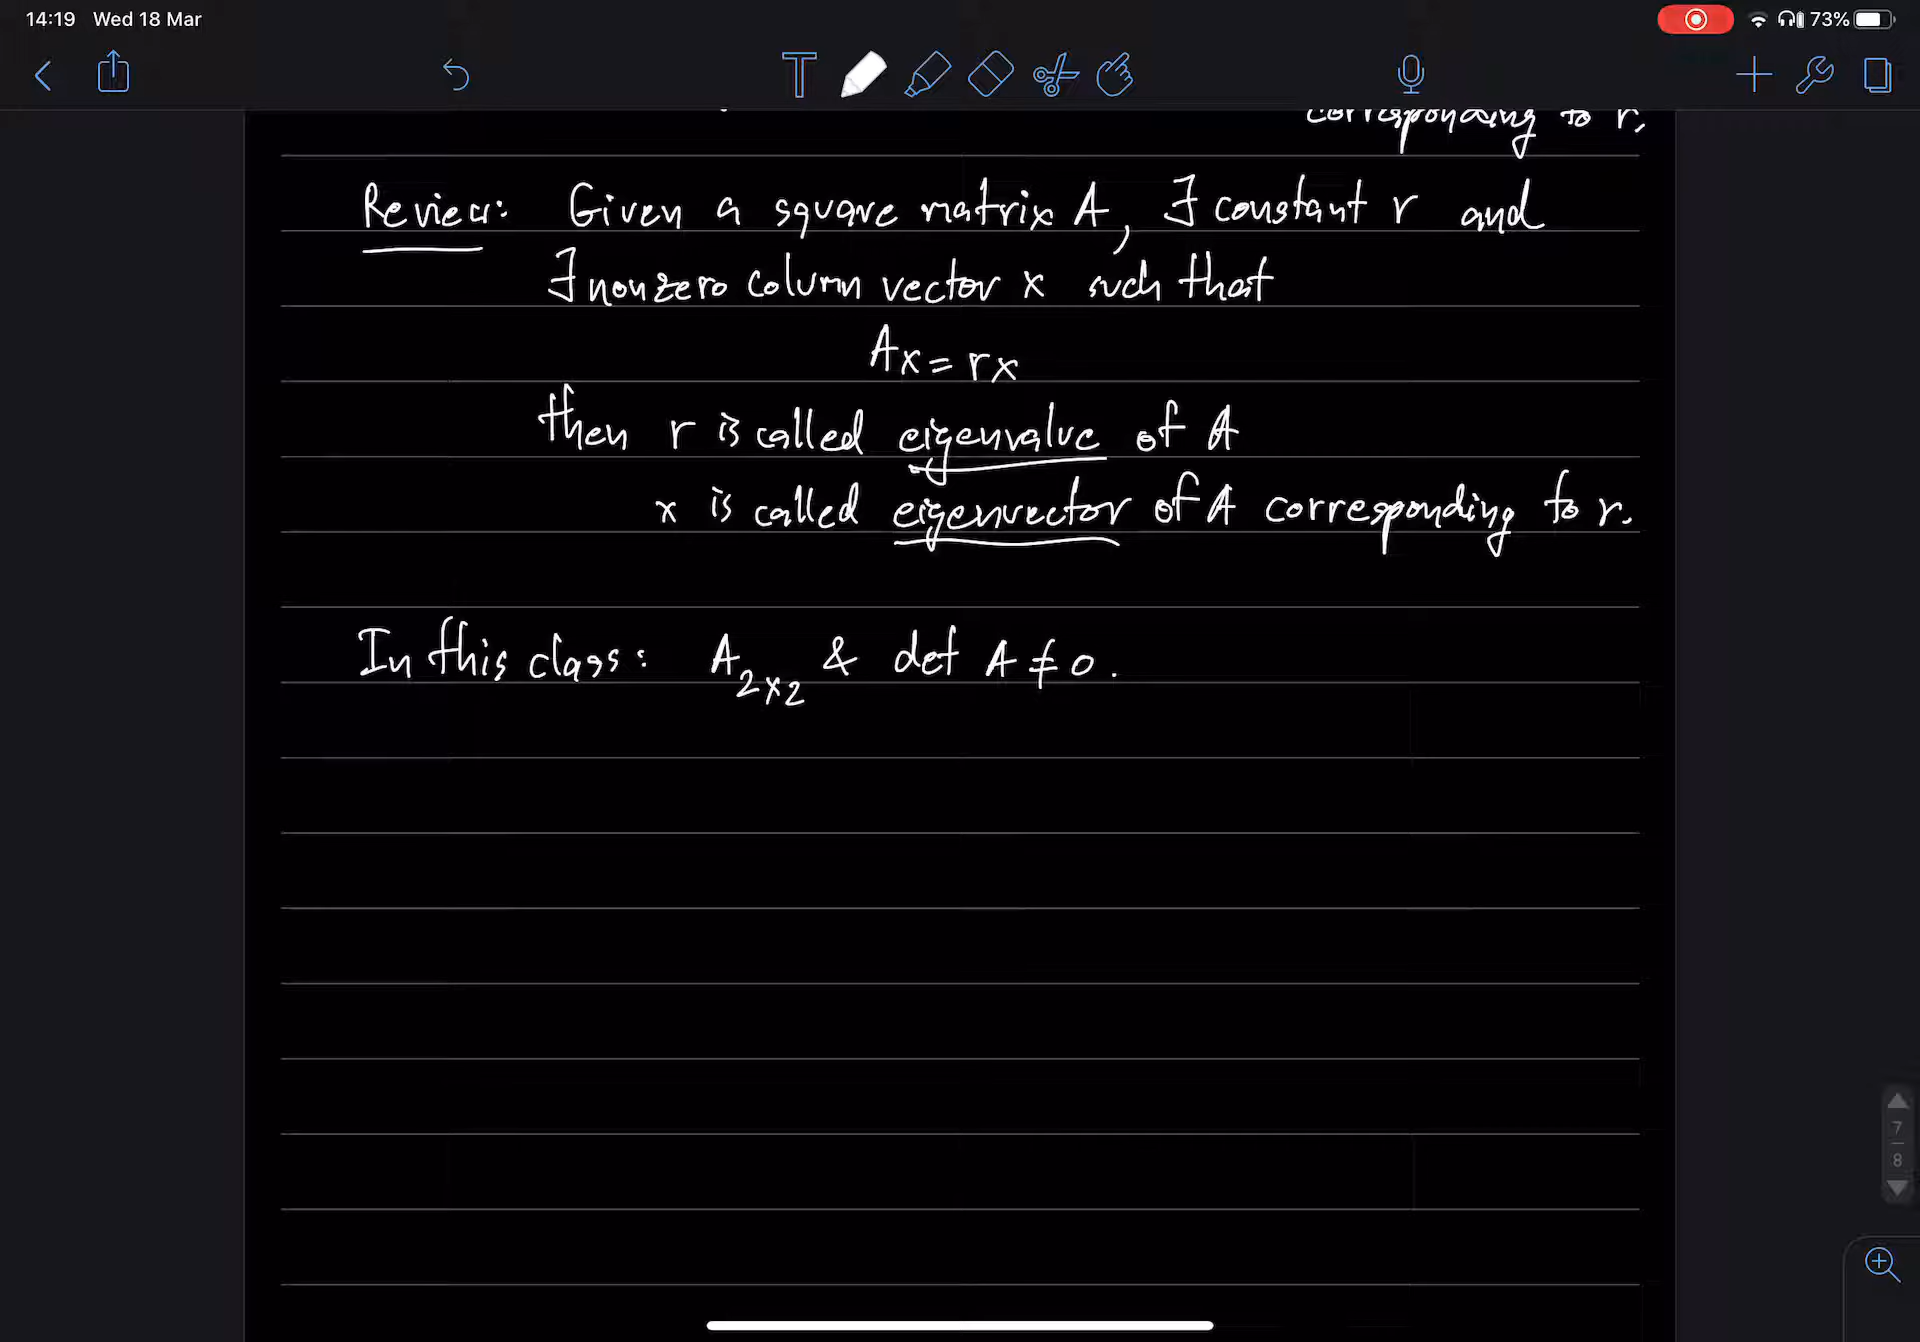 14:19 Wed 18 Mar 73%
corresponding to r.
Review: Given a square matrix A, ∃ constant r and
∃ nonzero column vector x such that
Ax = rx
then r is called eigenvalue of A
x is called eigenvector of A corresponding to r.
In this class: A₂ₓ₂ & det A ≠ 0.
7
8